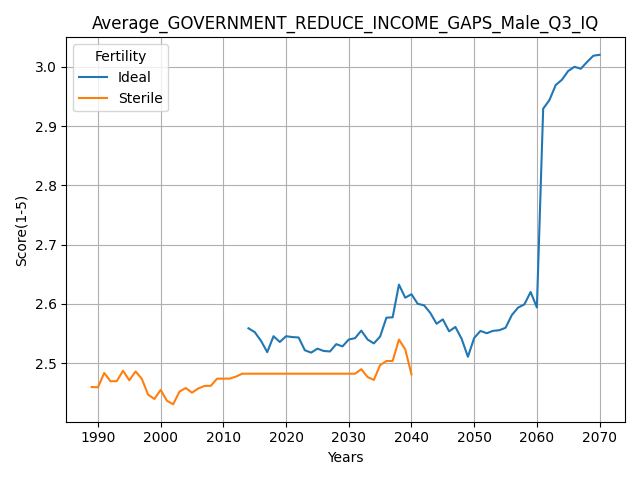 Average_GOVERNMENT_REDUCE_INCOME_GAPS_Male_Q3_IQ
Fertility
Ideal
Sterile
3.0
2.9
2.8
2.7
2.6
2.5
Score(1-5)
1990 2000 2010 2020 2030 2040 2050 2060 2070
Years